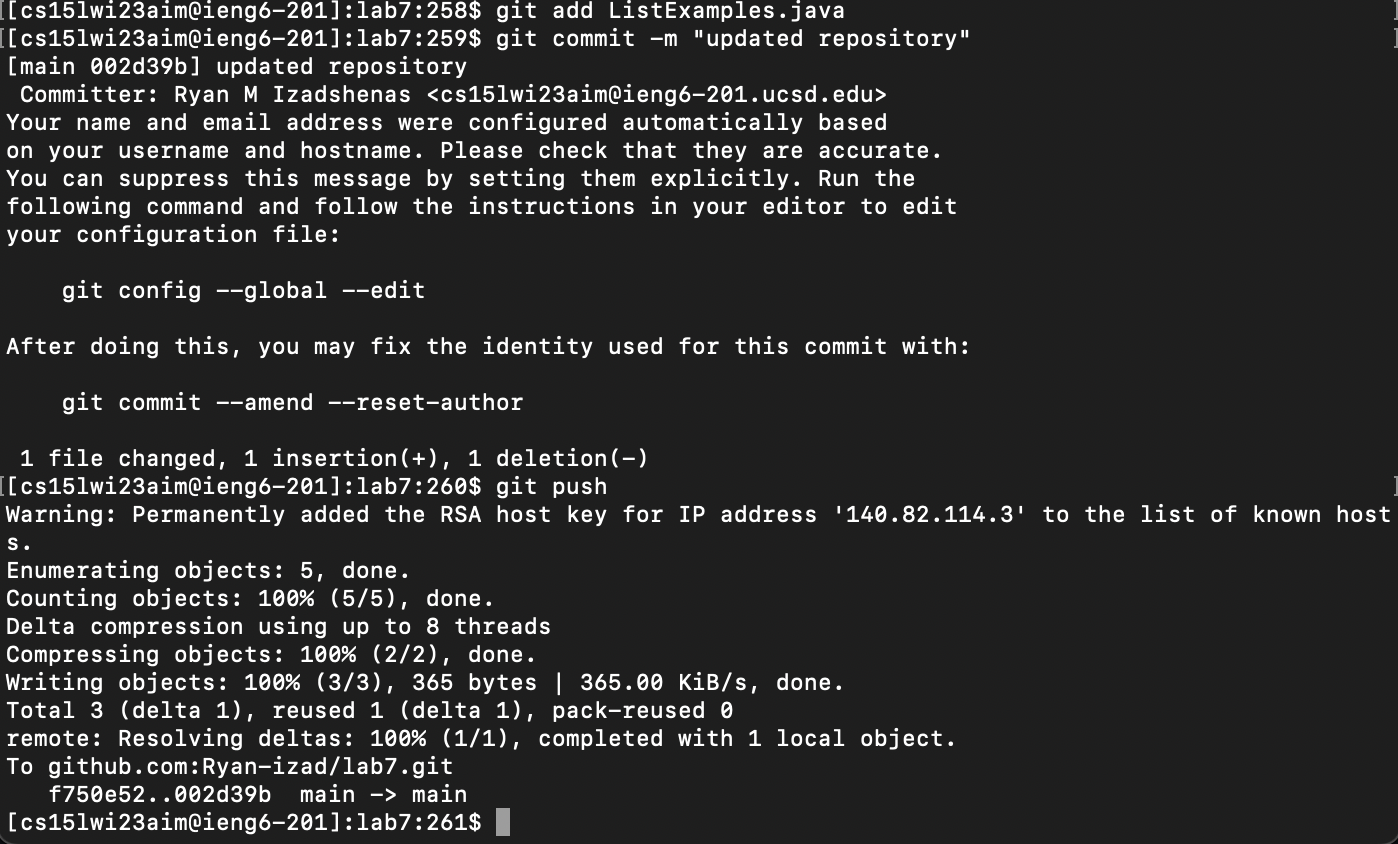 [[cs15lwi23aim@ieng6-201]:lab7:258$ git add ListExamples.java ]
[[cs15lwi23aim@ieng6-201]:lab7:259$ git commit -m "updated repository" ]
[main 002d39b] updated repository
 Committer: Ryan M Izadshenas <cs15lwi23aim@ieng6-201.ucsd.edu>
Your name and email address were configured automatically based
on your username and hostname. Please check that they are accurate.
You can suppress this message by setting them explicitly. Run the
following command and follow the instructions in your editor to edit
your configuration file:

    git config --global --edit

After doing this, you may fix the identity used for this commit with:

    git commit --amend --reset-author

 1 file changed, 1 insertion(+), 1 deletion(-)
[[cs15lwi23aim@ieng6-201]:lab7:260$ git push ]
Warning: Permanently added the RSA host key for IP address '140.82.114.3' to the list of known host
s.
Enumerating objects: 5, done.
Counting objects: 100% (5/5), done.
Delta compression using up to 8 threads
Compressing objects: 100% (2/2), done.
Writing objects: 100% (3/3), 365 bytes | 365.00 KiB/s, done.
Total 3 (delta 1), reused 1 (delta 1), pack-reused 0
remote: Resolving deltas: 100% (1/1), completed with 1 local object.
To github.com:Ryan-izad/lab7.git
   f750e52..002d39b  main -> main
[cs15lwi23aim@ieng6-201]:lab7:261$